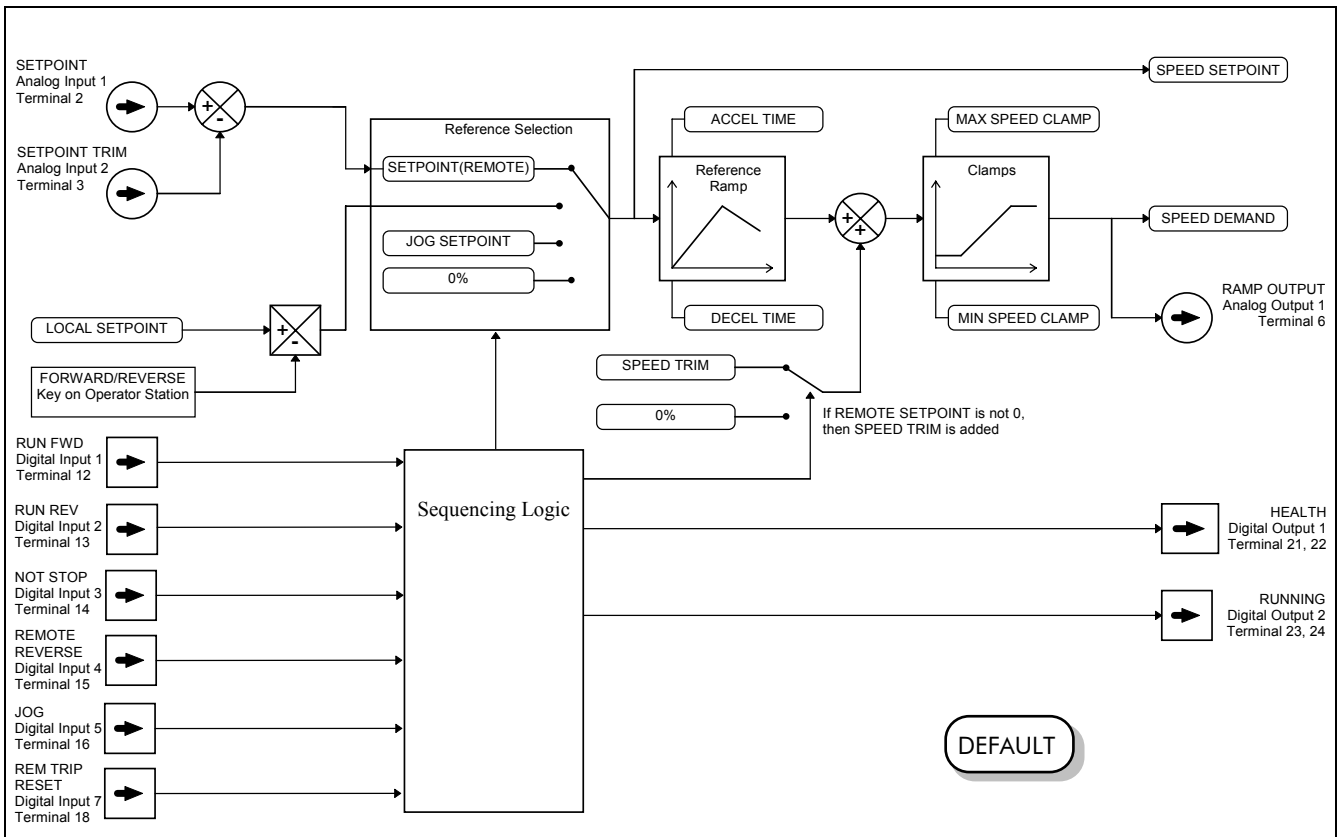 SETPOINT
Analog Input 1
Terminal 2
+
-
SETPOINT TRIM
Analog Input 2
Terminal 3
Reference Selection
SETPOINT(REMOTE)
JOG SETPOINT
0%
LOCAL SETPOINT
+
-
FORWARD/REVERSE
Key on Operator Station
SPEED SETPOINT
ACCEL TIME
Reference
Ramp
DECEL TIME
+
+
MAX SPEED CLAMP
Clamps
MIN SPEED CLAMP
SPEED DEMAND
RAMP OUTPUT
Analog Output 1
Terminal 6
SPEED TRIM
0%
If REMOTE SETPOINT is not 0,
then SPEED TRIM is added
RUN FWD
Digital Input 1
Terminal 12
RUN REV
Digital Input 2
Terminal 13
NOT STOP
Digital Input 3
Terminal 14
REMOTE
REVERSE
Digital Input 4
Terminal 15
JOG
Digital Input 5
Terminal 16
REM TRIP
RESET
Digital Input 7
Terminal 18
Sequencing Logic
HEALTH
Digital Output 1
Terminal 21, 22
RUNNING
Digital Output 2
Terminal 23, 24
DEFAULT